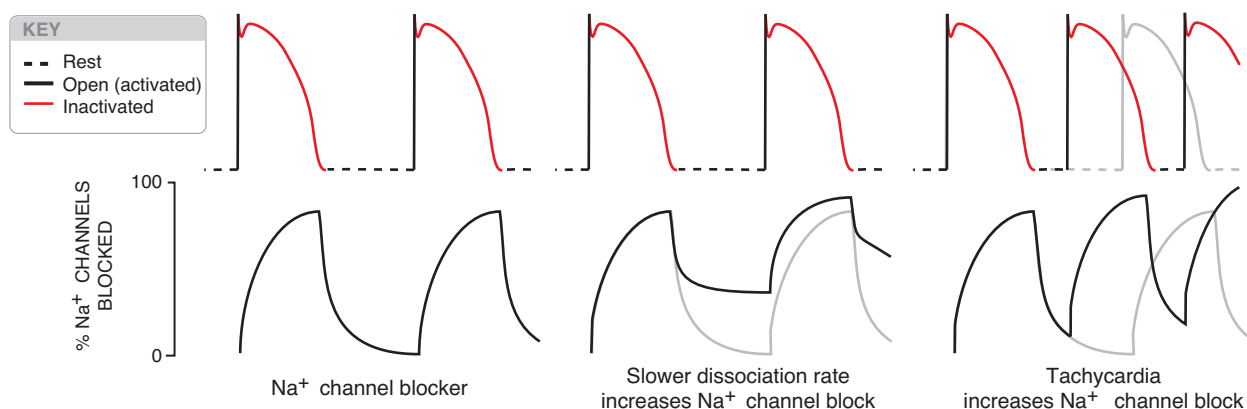 KEY
Rest
Open (activated)
Inactivated
100
% Na⁺ CHANNELS
BLOCKED
0
Na⁺ channel blocker
Slower dissociation rate
increases Na⁺ channel block
Tachycardia
increases Na⁺ channel block